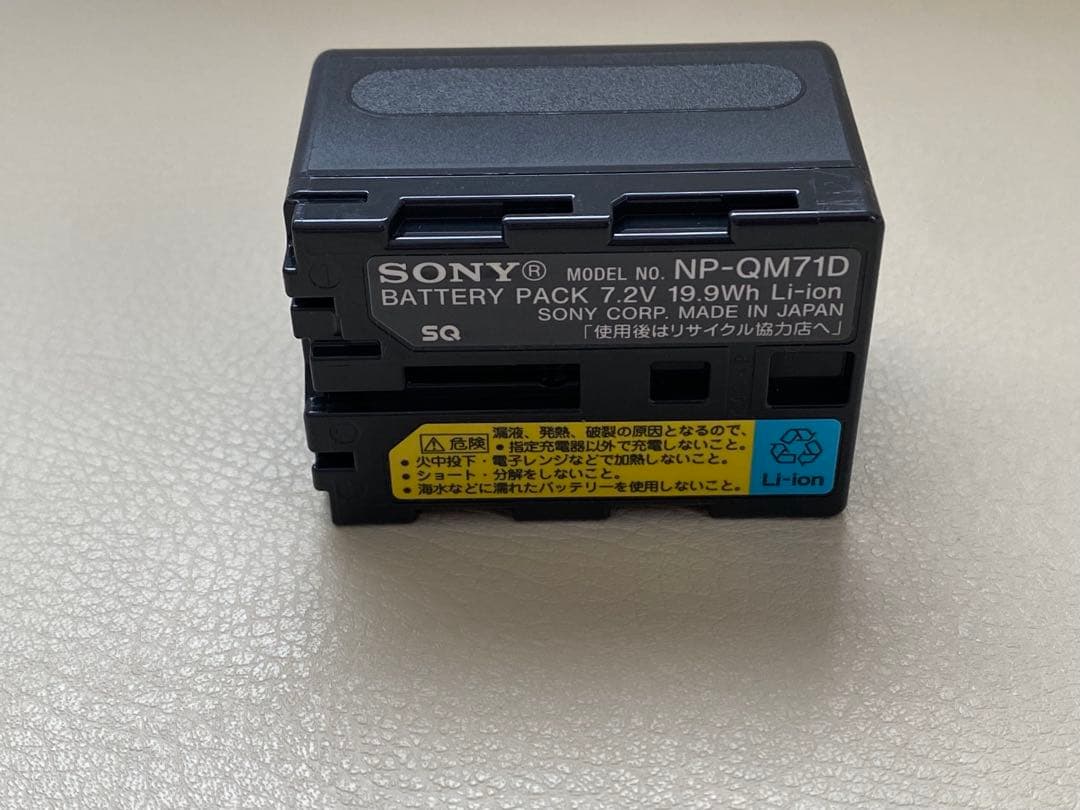 SONY® MODEL NO. NP-QM71D
BATTERY PACK 7.2V 19.9Wh Li-ion
SONY CORP. MADE IN JAPAN
SQ 「使用後はリサイクル協力店へ」
⚠危険 漏液、発熱、破裂の原因となるので、
•指定充電器以外で充電しないこと。
•火中投下・電子レンジなどで加熱しないこと。
•ショート・分解をしないこと。
•海水などに濡れたバッテリーを使用しないこと。
Li-ion